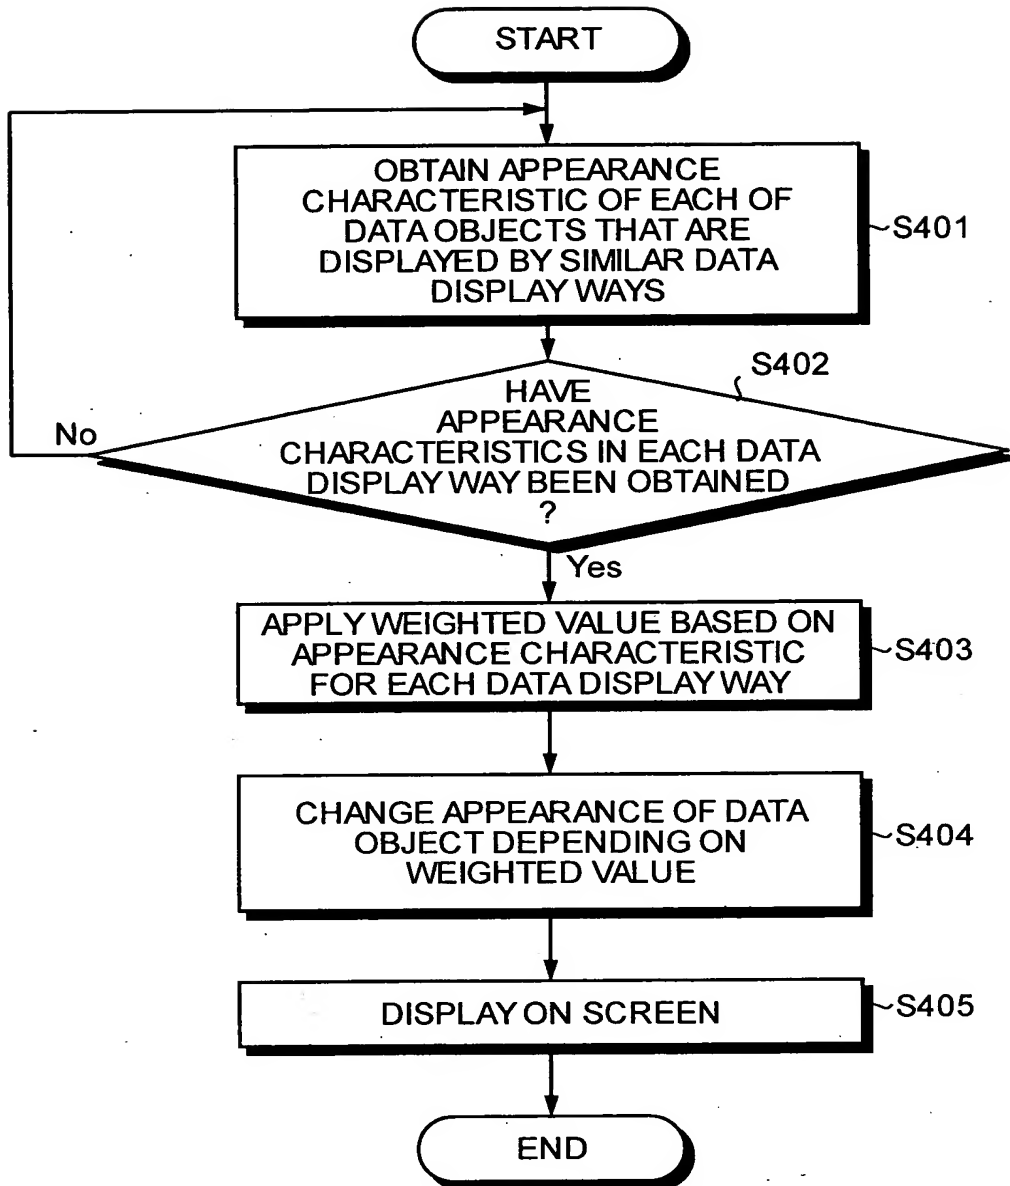 START
OBTAIN APPEARANCE
CHARACTERISTIC OF EACH OF
DATA OBJECTS THAT ARE
DISPLAYED BY SIMILAR DATA
DISPLAY WAYS
S401
S402
HAVE
APPEARANCE
CHARACTERISTICS IN EACH DATA
DISPLAY WAY BEEN OBTAINED
?
No
Yes
APPLY WEIGHTED VALUE BASED ON
APPEARANCE CHARACTERISTIC
FOR EACH DATA DISPLAY WAY
S403
CHANGE APPEARANCE OF DATA
OBJECT DEPENDING ON
WEIGHTED VALUE
S404
DISPLAY ON SCREEN
S405
END